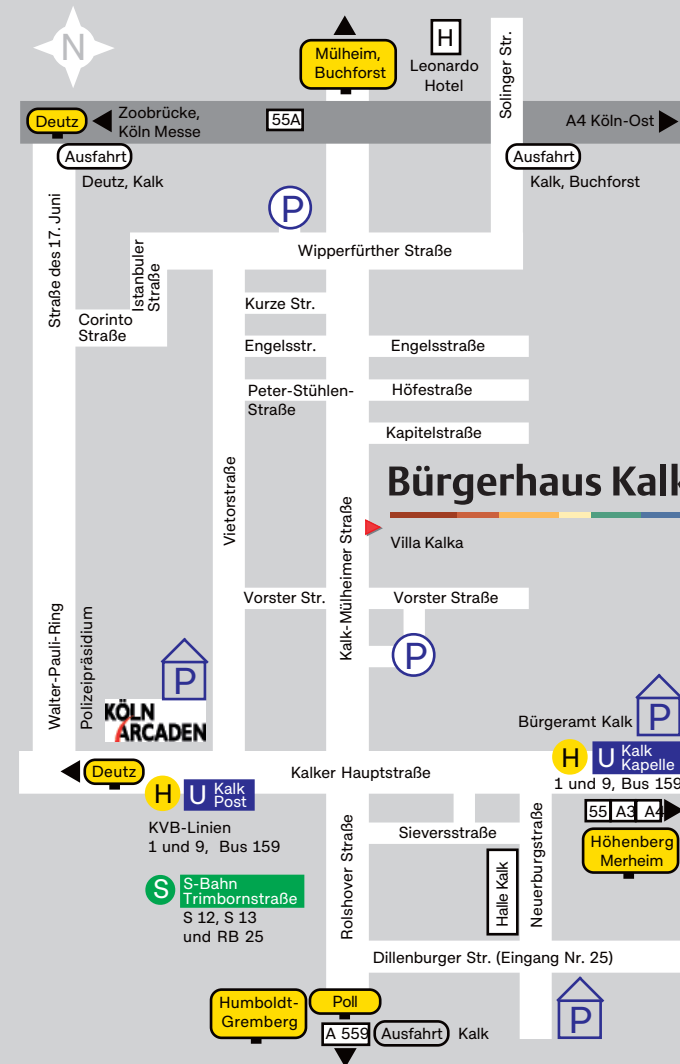 N
Mülheim,
Buchforst
H
Leonardo
Hotel
Solinger Str.
Deutz
Zoobrücke,
Köln Messe
55A
A4 Köln-Ost
Ausfahrt
Deutz, Kalk
Ausfahrt
Kalk, Buchforst
P
Straße des 17. Juni
Istanbuler
Straße
Wipperfürther Straße
Corinto
Straße
Kurze Str.
Engelsstr.
Engelsstraße
Peter-Stühlen-
Straße
Höfestraße
Kapitelstraße
Vietorstraße
Kalk-Mülheimer Straße
Bürgerhaus Kalk
Villa Kalka
Vorster Str.
Vorster Straße
P
Walter-Pauli-Ring
Polizeipräsidium
P
KÖLN
ARCADEN
Bürgeramt Kalk
P
Deutz
Kalker Hauptstraße
H U Kalk
Kapelle
1 und 9, Bus 159
H U Kalk
Post
KVB-Linien
1 und 9, Bus 159
55 A3 A4
Höhenberg
Merheim
S S-Bahn
Trimbornstraße
S 12, S 13
und RB 25
Rolshover Straße
Sieversstraße
Halle Kalk
Neuerburgstraße
Dillenburger Str. (Eingang Nr. 25)
P
Humboldt-
Gremberg
Poll
A 559
Ausfahrt
Kalk